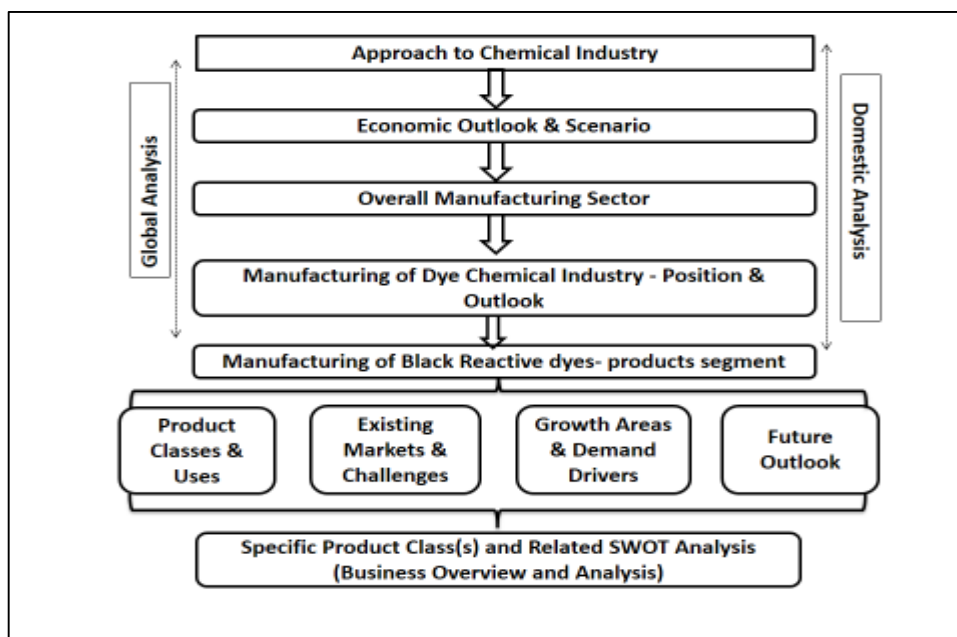 Approach to Chemical Industry
Economic Outlook & Scenario
Overall Manufacturing Sector
Manufacturing of Dye Chemical Industry - Position &
Outlook
Manufacturing of Black Reactive dyes- products segment
Global Analysis
Domestic Analysis
Product
Classes &
Uses
Existing
Markets &
Challenges
Growth Areas
& Demand
Drivers
Future
Outlook
Specific Product Class(s) and Related SWOT Analysis
(Business Overview and Analysis)